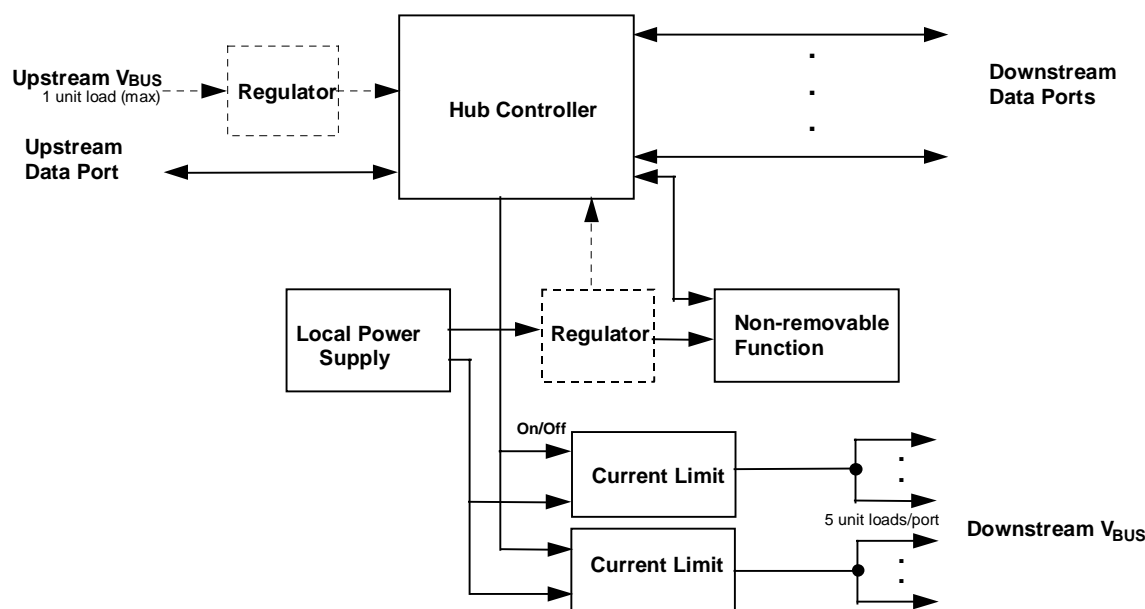 Upstream VBUS
1 unit load (max)
Regulator
Hub Controller
Downstream
Data Ports
Upstream
Data Port
Local Power
Supply
Regulator
Non-removable
Function
On/Off
Current Limit
5 unit loads/port
Downstream VBUS
Current Limit